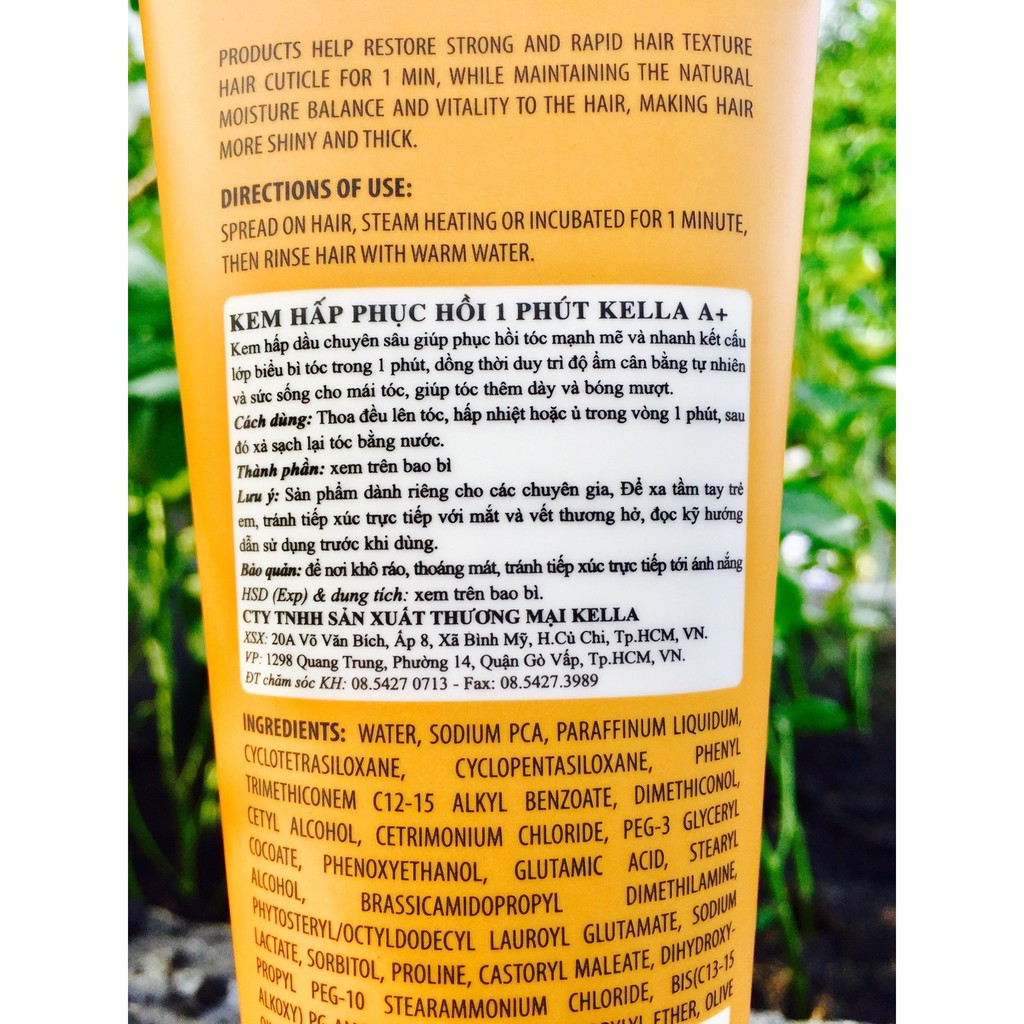 PRODUCTS HELP RESTORE STRONG AND RAPID HAIR TEXTURE
HAIR CUTICLE FOR 1 MIN, WHILE MAINTAINING THE NATURAL
MOISTURE BALANCE AND VITALITY TO THE HAIR, MAKING HAIR
MORE SHINY AND THICK.
DIRECTIONS OF USE:
SPREAD ON HAIR, STEAM HEATING OR INCUBATED FOR 1 MINUTE,
THEN RINSE HAIR WITH WARM WATER.
KEM HẤP PHỤC HỒI 1 PHÚT KELLA A+
Kem hấp dầu chuyên sâu giúp phục hồi tóc mạnh mẽ và nhanh kết cấu
lớp biểu bì tóc trong 1 phút, dồng thời duy trì độ ẩm cân bằng tự nhiên
và sức sống cho mái tóc, giúp tóc thêm dày và bóng mượt.
Cách dùng: Thoa đều lên tóc, hấp nhiệt hoặc ủ trong vòng 1 phút, sau
đó xả sạch lại tóc bằng nước.
Thành phần: xem trên bao bì
Lưu ý: Sản phẩm dành riêng cho các chuyên gia, Để xa tầm tay trẻ
em, tránh tiếp xúc trực tiếp với mắt và vết thương hở, đọc kỹ hướng
dẫn sử dụng trước khi dùng.
Bảo quản: để nơi khô ráo, thoáng mát, tránh tiếp xúc trực tiếp tới ánh nắng
HSD (Exp) & dung tích: xem trên bao bì.
CTY TNHH SẢN XUẤT THƯƠNG MẠI KELLA
XSX: 20A Võ Văn Bích, Ấp 8, Xã Bình Mỹ, H.Củ Chi, Tp.HCM, VN.
VP: 1298 Quang Trung, Phường 14, Quận Gò Vấp, Tp.HCM, VN.
ĐT chăm sóc KH: 08.5427 0713 - Fax: 08.5427.3989
INGREDIENTS: WATER, SODIUM PCA, PARAFFINUM LIQUIDUM,
CYCLOTETRASILOXANE, CYCLOPENTASILOXANE, PHENYL
TRIMETHICONEM C12-15 ALKYL BENZOATE, DIMETHICONOL,
CETYL ALCOHOL, CETRIMONIUM CHLORIDE, PEG-3 GLYCERYL
COCOATE, PHENOXYETHANOL, GLUTAMIC ACID, STEARYL
ALCOHOL, BRASSICAMIDOPROPYL DIMETHILAMINE,
PHYTOSTERYL/OCTYLDODECYL LAUROYL GLUTAMATE, SODIUM
LACTATE, SORBITOL, PROLINE, CASTORYL MALEATE, DIHYDROXY-
PROPYL PEG-10 STEARAMMONIUM CHLORIDE, BIS(C13-15
ALKOXY) ETHER, OLIVE